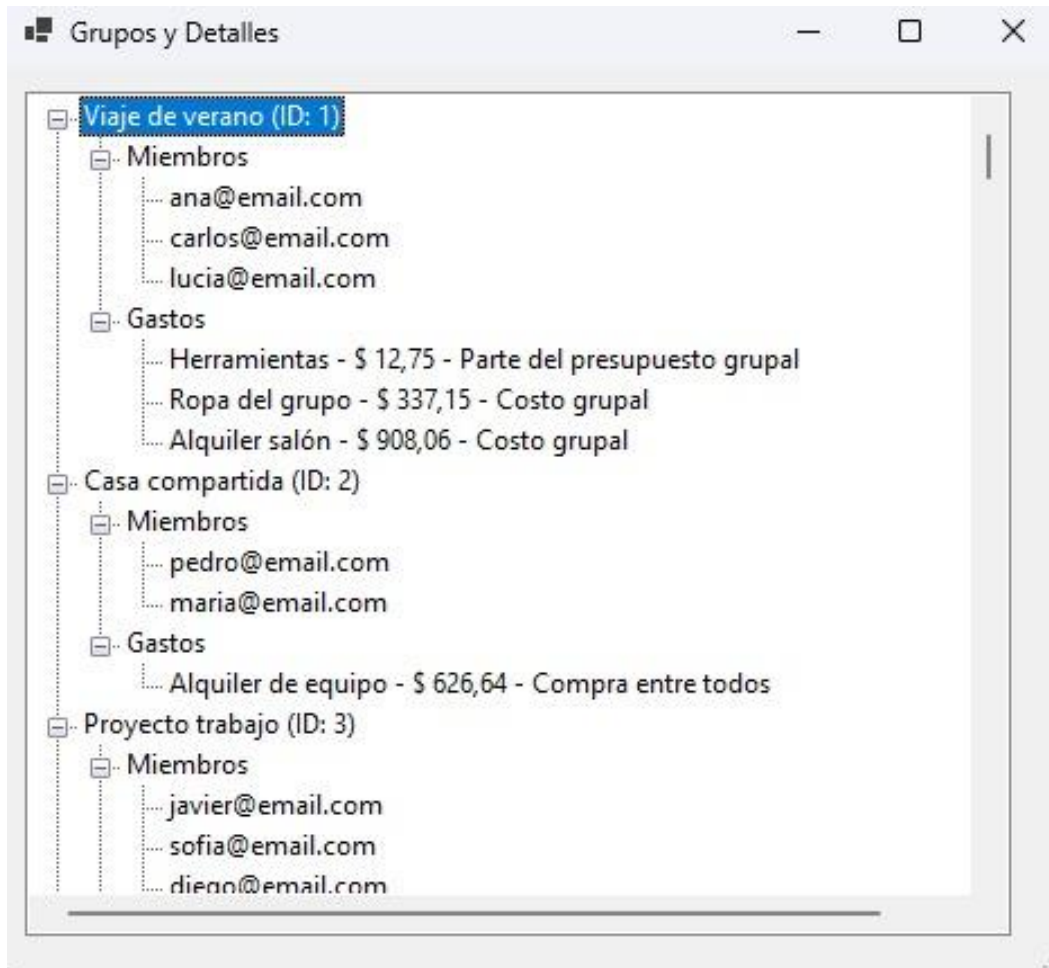 Grupos y Detalles
Viaje de verano (ID: 1)
Miembros
ana@email.com
carlos@email.com
lucia@email.com
Gastos
Herramientas - $ 12,75 - Parte del presupuesto grupal
Ropa del grupo - $ 337,15 - Costo grupal
Alquiler salón - $ 908,06 - Costo grupal
Casa compartida (ID: 2)
Miembros
pedro@email.com
maria@email.com
Gastos
Alquiler de equipo - $ 626,64 - Compra entre todos
Proyecto trabajo (ID: 3)
Miembros
javier@email.com
sofia@email.com
diego@email.com